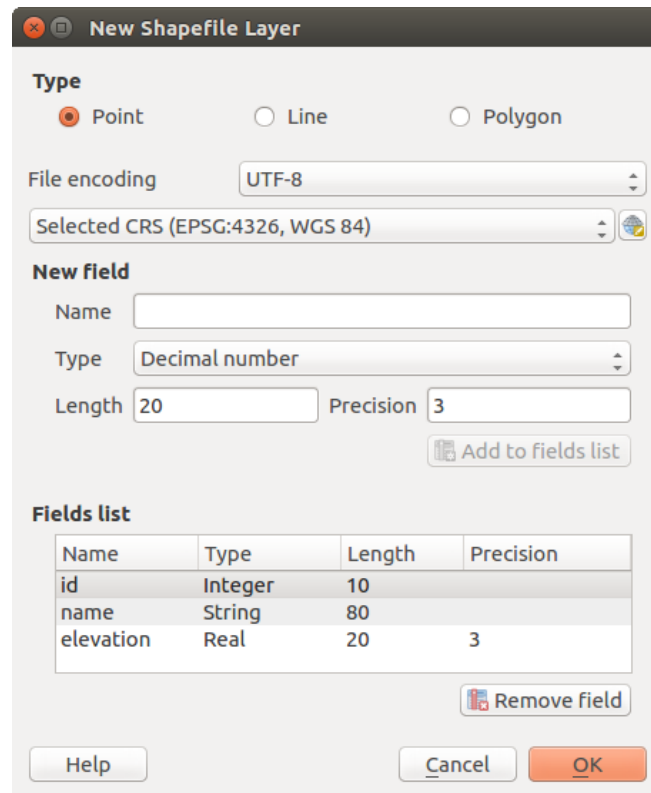 New Shapefile Layer
Type
Point Line Polygon
File encoding UTF-8
Selected CRS (EPSG:4326, WGS 84)
New field
Name
Type Decimal number
Length 20 Precision 3
Add to fields list
Fields list
Name Type Length Precision
id Integer 10
name String 80
elevation Real 20 3
Remove field
Help Cancel OK